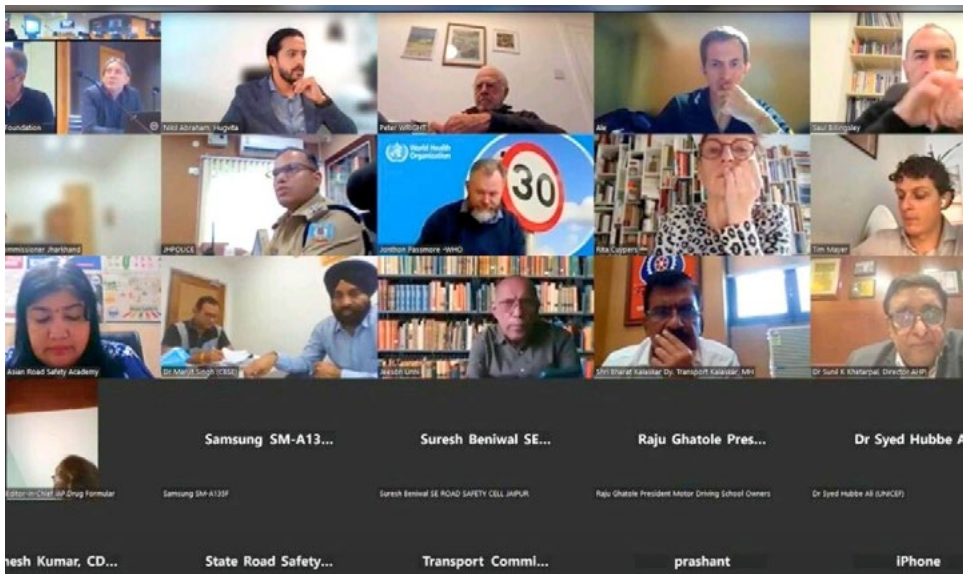 Foundation
Nikil Abraham, Hugvita
Peter WRIGHT
Ale
Saul Billingsley
World Health
Organization
30
ommissioner Jharkhand
JHPOLICE
Jonthon Passmore -WHO
Rita Cuypers
Tim Mayer
Asian Road Safety Academy
Dr. Manjit Singh (CBSE)
Jeeson Unni
Shri Bharat Kalaskar Dy. Transport Kalaskar, MH
Dr Sunil K Khetarpal, Director AHPI
Editor-in-Chief IAP Drug Formular
Samsung SM-A13...
Samsung SM-A135F
Suresh Beniwal SE...
Suresh Beniwal SE ROAD SAFETY CELL JAIPUR
Raju Ghatole Pres...
Raju Ghatole President Motor Driving School Owners
Dr Syed Hubbe A
Dr Syed Hubbe Ali (UNICEF)
nesh Kumar, CD...
State Road Safety...
Transport Commi...
prashant
iPhone